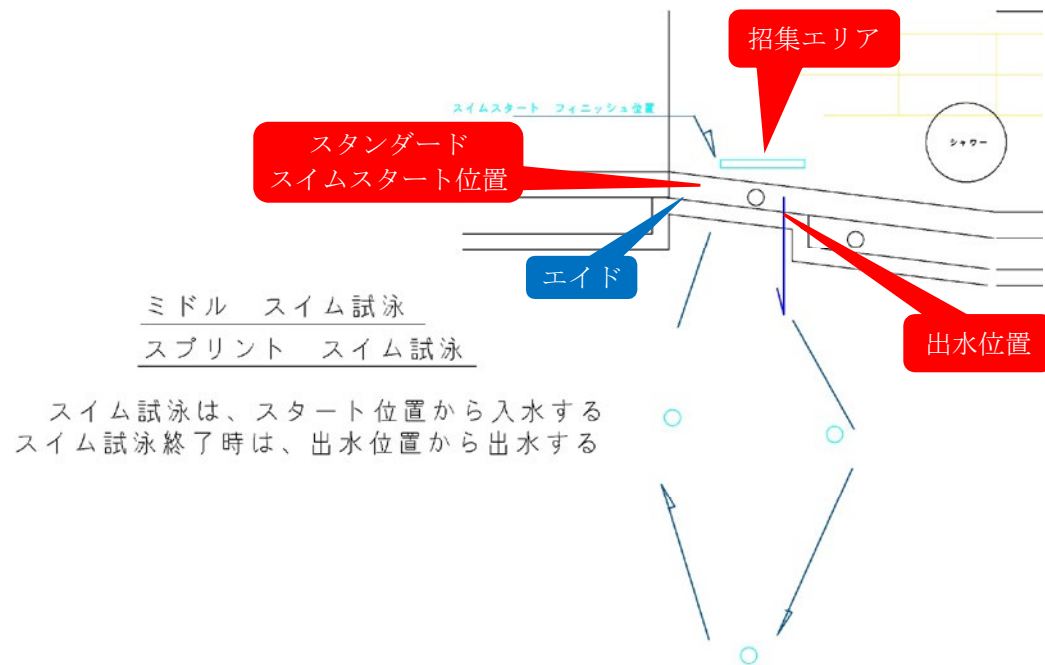 招集エリア
スイムスタート　フィニッシュ位置
スタンダード
スイムスタート位置
シャワー
エイド
出水位置
ミドル　スイム試泳
スプリント　スイム試泳
スイム試泳は、スタート位置から入水する
スイム試泳終了時は、出水位置から出水する